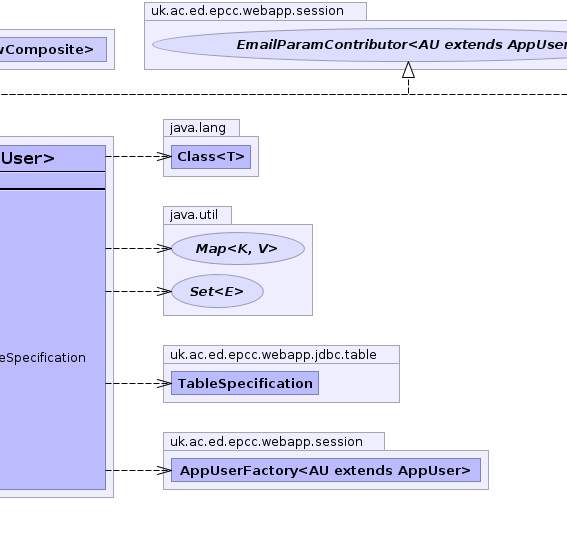 uk.ac.ed.epcc.webapp.session
EmailParamContributor<AU extends AppUser
wComposite>
java.lang
Class<T>
User>
java.util
Map<K, V>
Set<E>
uk.ac.ed.epcc.webapp.jdbc.table
eSpecification
TableSpecification
uk.ac.ed.epcc.webapp.session
AppUserFactory<AU extends AppUser>